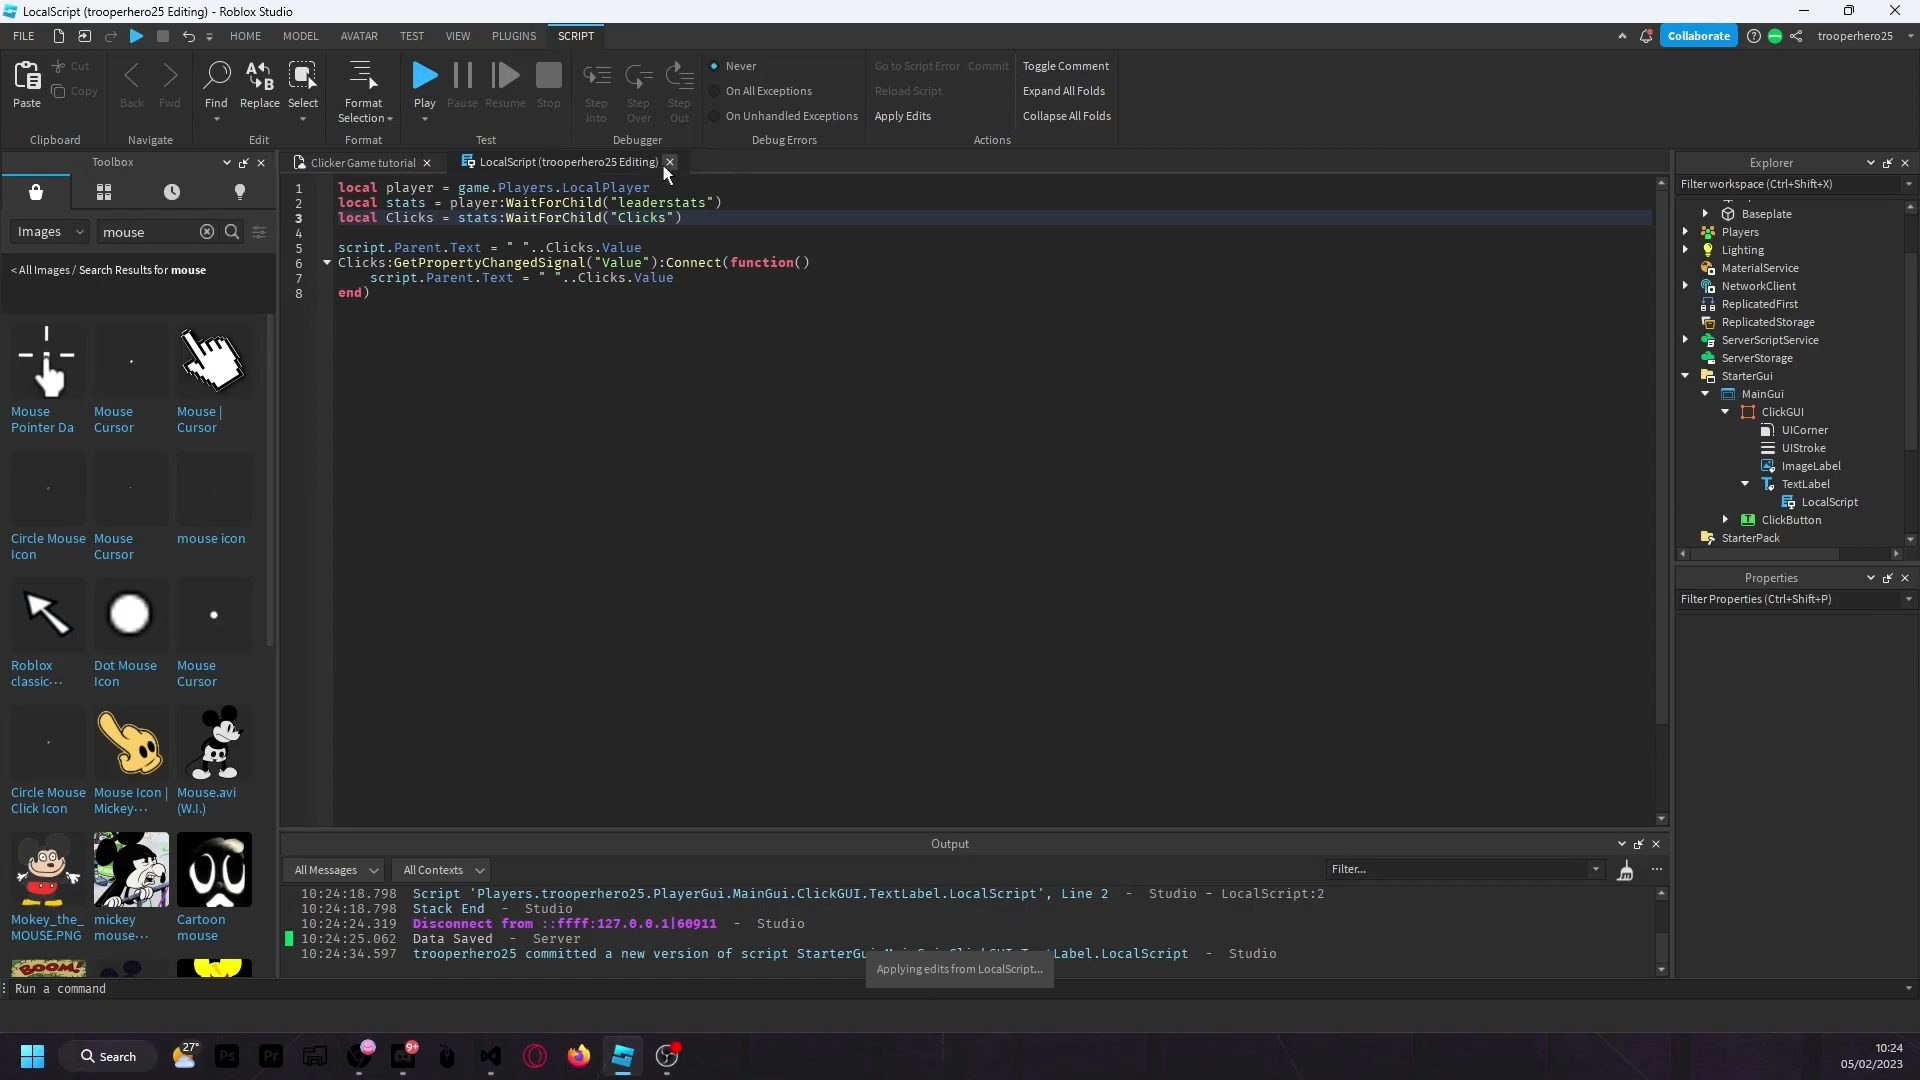 LocalScript (trooperhero25 Editing) - Roblox Studio
FILE HOME MODEL AVATAR TEST VIEW PLUGINS SCRIPT Collaborate trooperhero25
Paste Cut Copy
Clipboard
Back Fwd
Navigate
Find Replace Select
Edit
Format Selection
Format
Play Pause Resume Stop
Test
Step Into
Step Over
Step Out
Debugger
Never
On All Exceptions
On Unhandled Exceptions
Debug Errors
Go to Script Error Commit
Reload Script
Apply Edits
Toggle Comment
Expand All Folds
Collapse All Folds
Actions
Toolbox
Images mouse
< All Images / Search Results for mouse
Mouse Pointer Da
Mouse Cursor
Mouse | Cursor
Circle Mouse Icon
Mouse Cursor
mouse icon
Roblox classic...
Dot Mouse Icon
Mouse Cursor
Circle Mouse Click Icon
Mouse Icon | Mickey...
Mouse.avi (W.I.)
Mokey_the_MOUSE.PNG
mickey mouse...
Cartoon mouse
BOOM!
Clicker Game tutorial
LocalScript (trooperhero25 Editing)
1 local player = game.Players.LocalPlayer
2 local stats = player:WaitForChild("leaderstats")
3 local Clicks = stats:WaitForChild("Clicks")
4
5 script.Parent.Text = " "..Clicks.Value
6 Clicks:GetPropertyChangedSignal("Value"):Connect(function()
7 script.Parent.Text = " "..Clicks.Value
8 end)
Output
All Messages All Contexts Filter...
10:24:18.798 Script 'Players.trooperhero25.PlayerGui.MainGui.ClickGUI.TextLabel.LocalScript', Line 2 - Studio - LocalScript:2
10:24:18.798 Stack End - Studio
10:24:24.319 Disconnect from ::ffff:127.0.0.1|60911 - Studio
10:24:25.062 Data Saved - Server
10:24:34.597 trooperhero25 committed a new version of script Label.LocalScript - Studio
Applying edits from LocalScript...
Run a command
Explorer
Filter workspace (Ctrl+Shift+X)
Baseplate
Players
Lighting
MaterialService
NetworkClient
ReplicatedFirst
ReplicatedStorage
ServerScriptService
ServerStorage
StarterGui
MainGui
ClickGUI
UICorner
UIStroke
ImageLabel
TextLabel
LocalScript
ClickButton
StarterPack
Properties
Filter Properties (Ctrl+Shift+P)
27°
Search
Ps
Pr
9+
10:24
05/02/2023